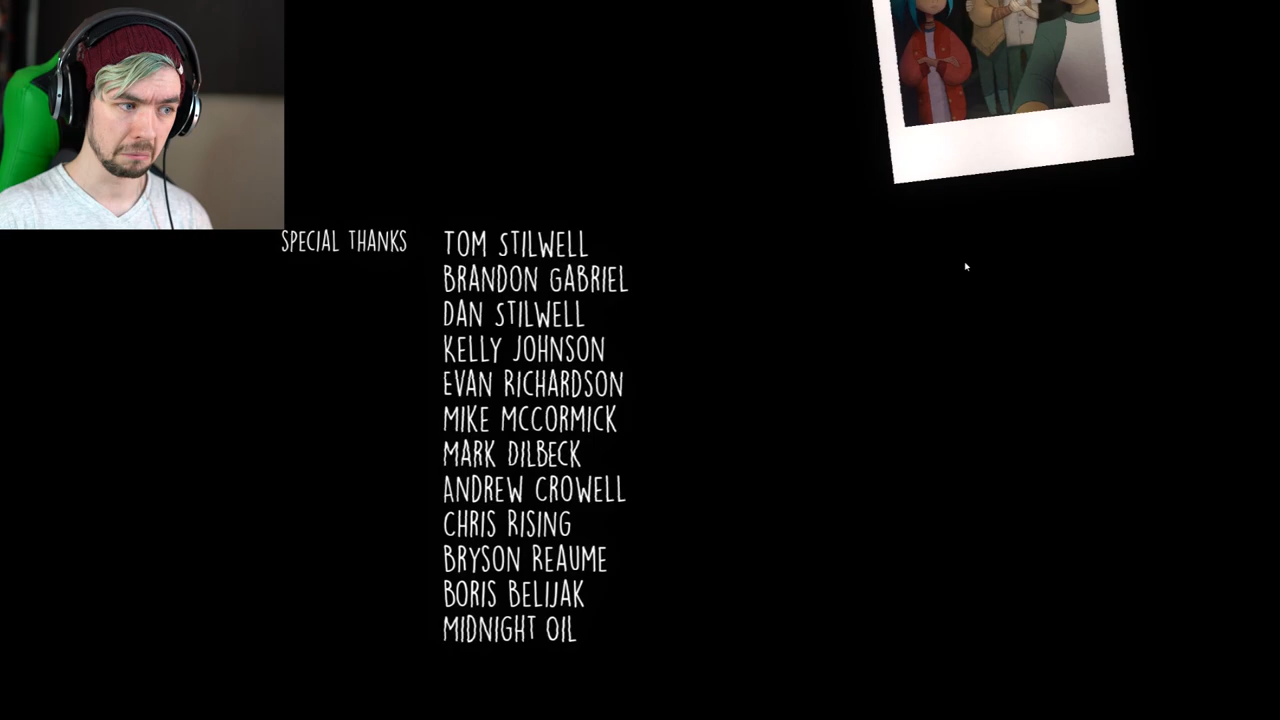 SPECIAL THANKS TOM STILWELL
BRANDON GABRIEL
DAN STILWELL
KELLY JOHNSON
EVAN RICHARDSON
MIKE MCCORMICK
MARK DILBECK
ANDREW CROWELL
CHRIS RISING
BRYSON REAUME
BORIS BELIJAK
MIDNIGHT OIL